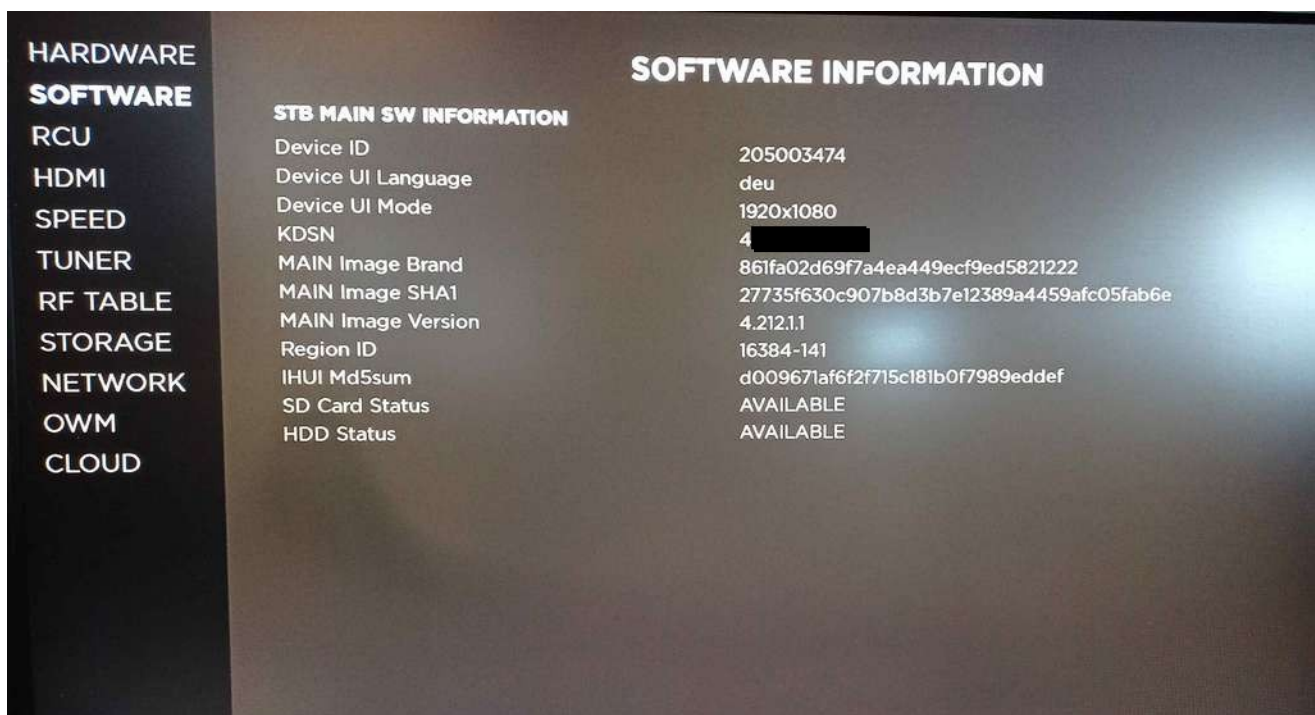 HARDWARE
SOFTWARE
RCU
HDMI
SPEED
TUNER
RF TABLE
STORAGE
NETWORK
OWM
CLOUD
SOFTWARE INFORMATION
STB MAIN SW INFORMATION
Device ID 205003474
Device UI Language deu
Device UI Mode 1920x1080
KDSN 4
MAIN Image Brand 861fa02d69f7a4ea449ecf9ed5821222
MAIN Image SHA1 27735f630c907b8d3b7e12389a4459afc05fab6e
MAIN Image Version 4.212.1.1
Region ID 16384-141
IHUI Md5sum d009671af6f2f715c181b0f7989eddef
SD Card Status AVAILABLE
HDD Status AVAILABLE